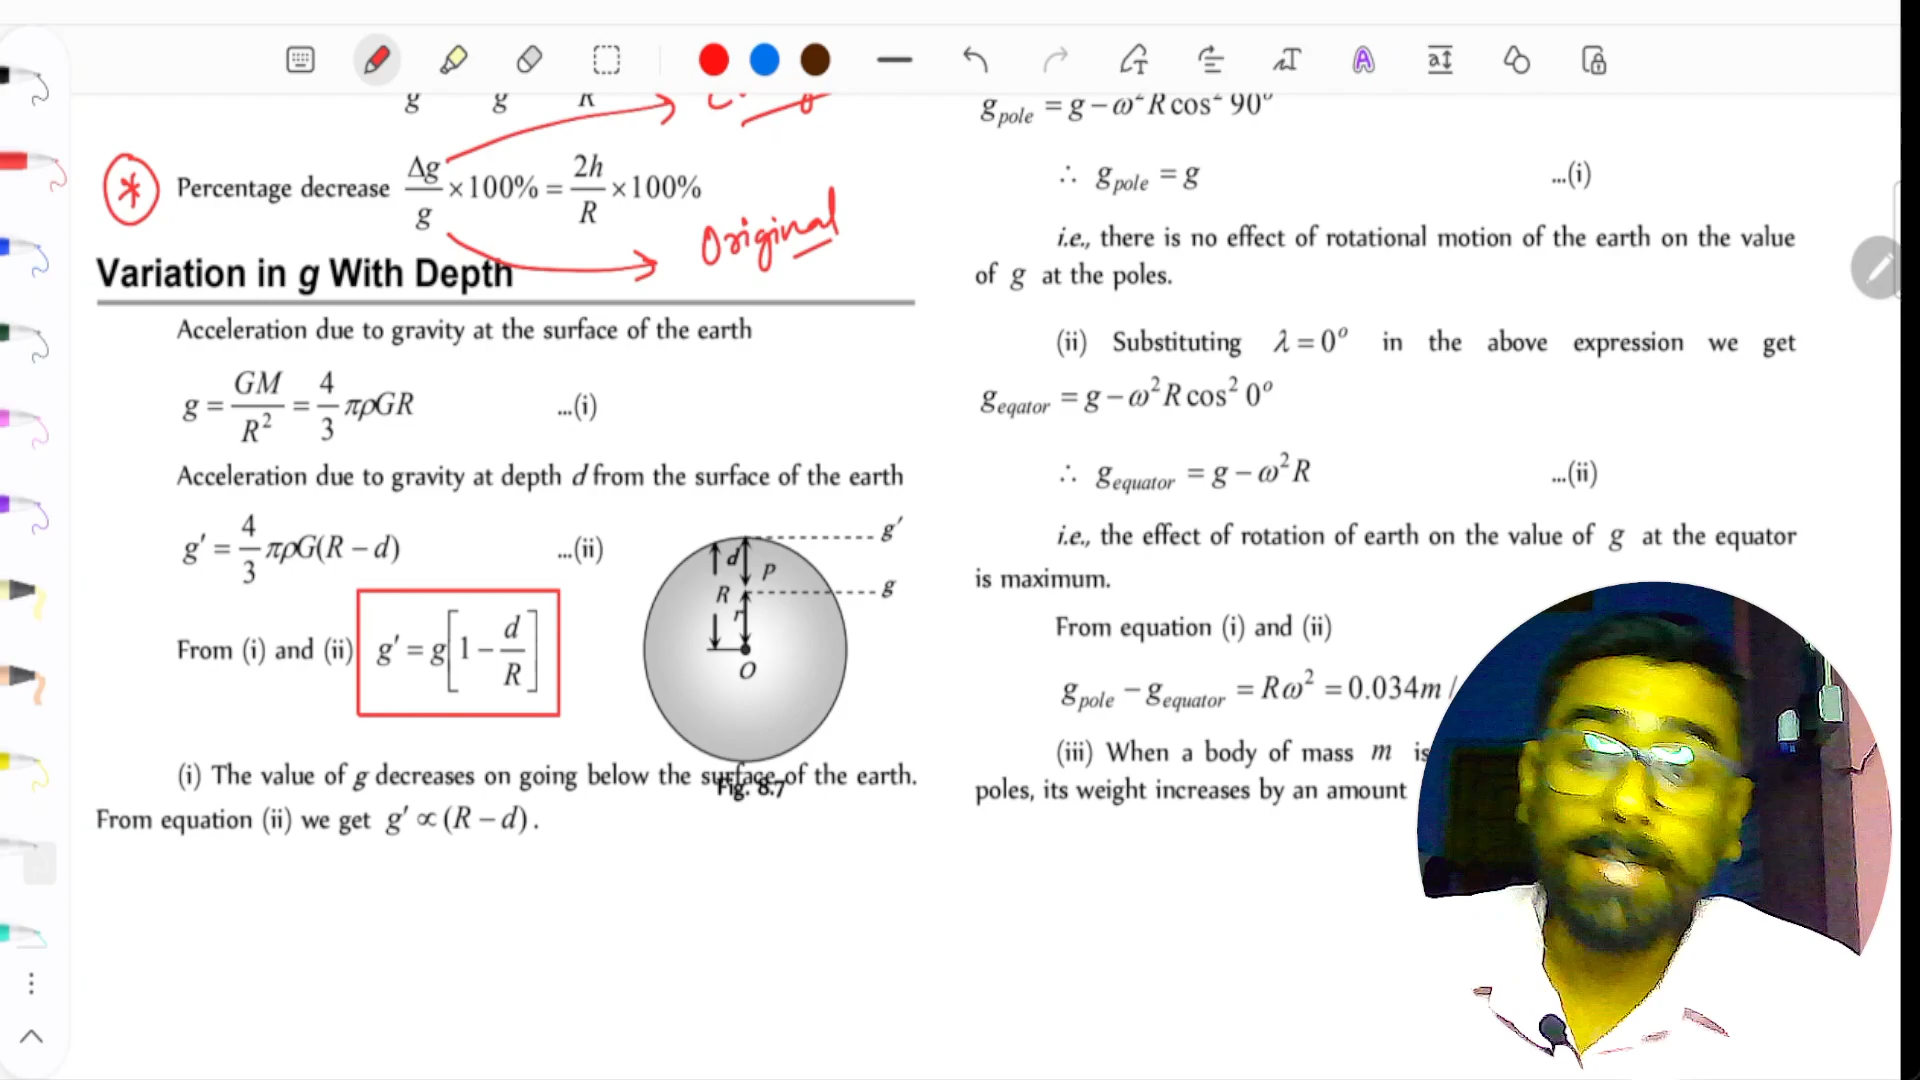 g g R
Percentage decrease Δg/g ×100% = 2h/R ×100%
Original
Variation in g With Depth
Acceleration due to gravity at the surface of the earth
g = GM/R² = 4/3 πρGR ...(i)
Acceleration due to gravity at depth d from the surface of the earth
g′ = 4/3 πρG(R − d) ...(ii)
From (i) and (ii) g′ = g[1 − d/R]
g′
d
P
R
g
r
O
Fig. 8.7
(i) The value of g decreases on going below the surface of the earth.
From equation (ii) we get g′ ∝ (R − d).
g_pole = g − ω² R cos² 90°
∴ g_pole = g ...(i)
i.e., there is no effect of rotational motion of the earth on the value
of g at the poles.
(ii) Substituting λ = 0° in the above expression we get
g_eqator = g − ω² R cos² 0°
∴ g_equator = g − ω² R ...(ii)
i.e., the effect of rotation of earth on the value of g at the equator
is maximum.
From equation (i) and (ii)
g_pole − g_equator = Rω² = 0.034m /
(iii) When a body of mass m is
poles, its weight increases by an amount